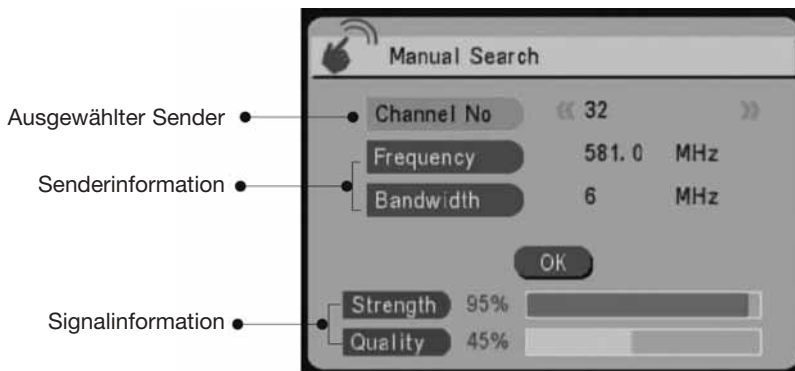 Manual Search
Ausgewählter Sender
Channel No « 32 »
Frequency 581.0 MHz
Senderinformation
Bandwidth 6 MHz
OK
Strength 95%
Signalinformation
Quality 45%